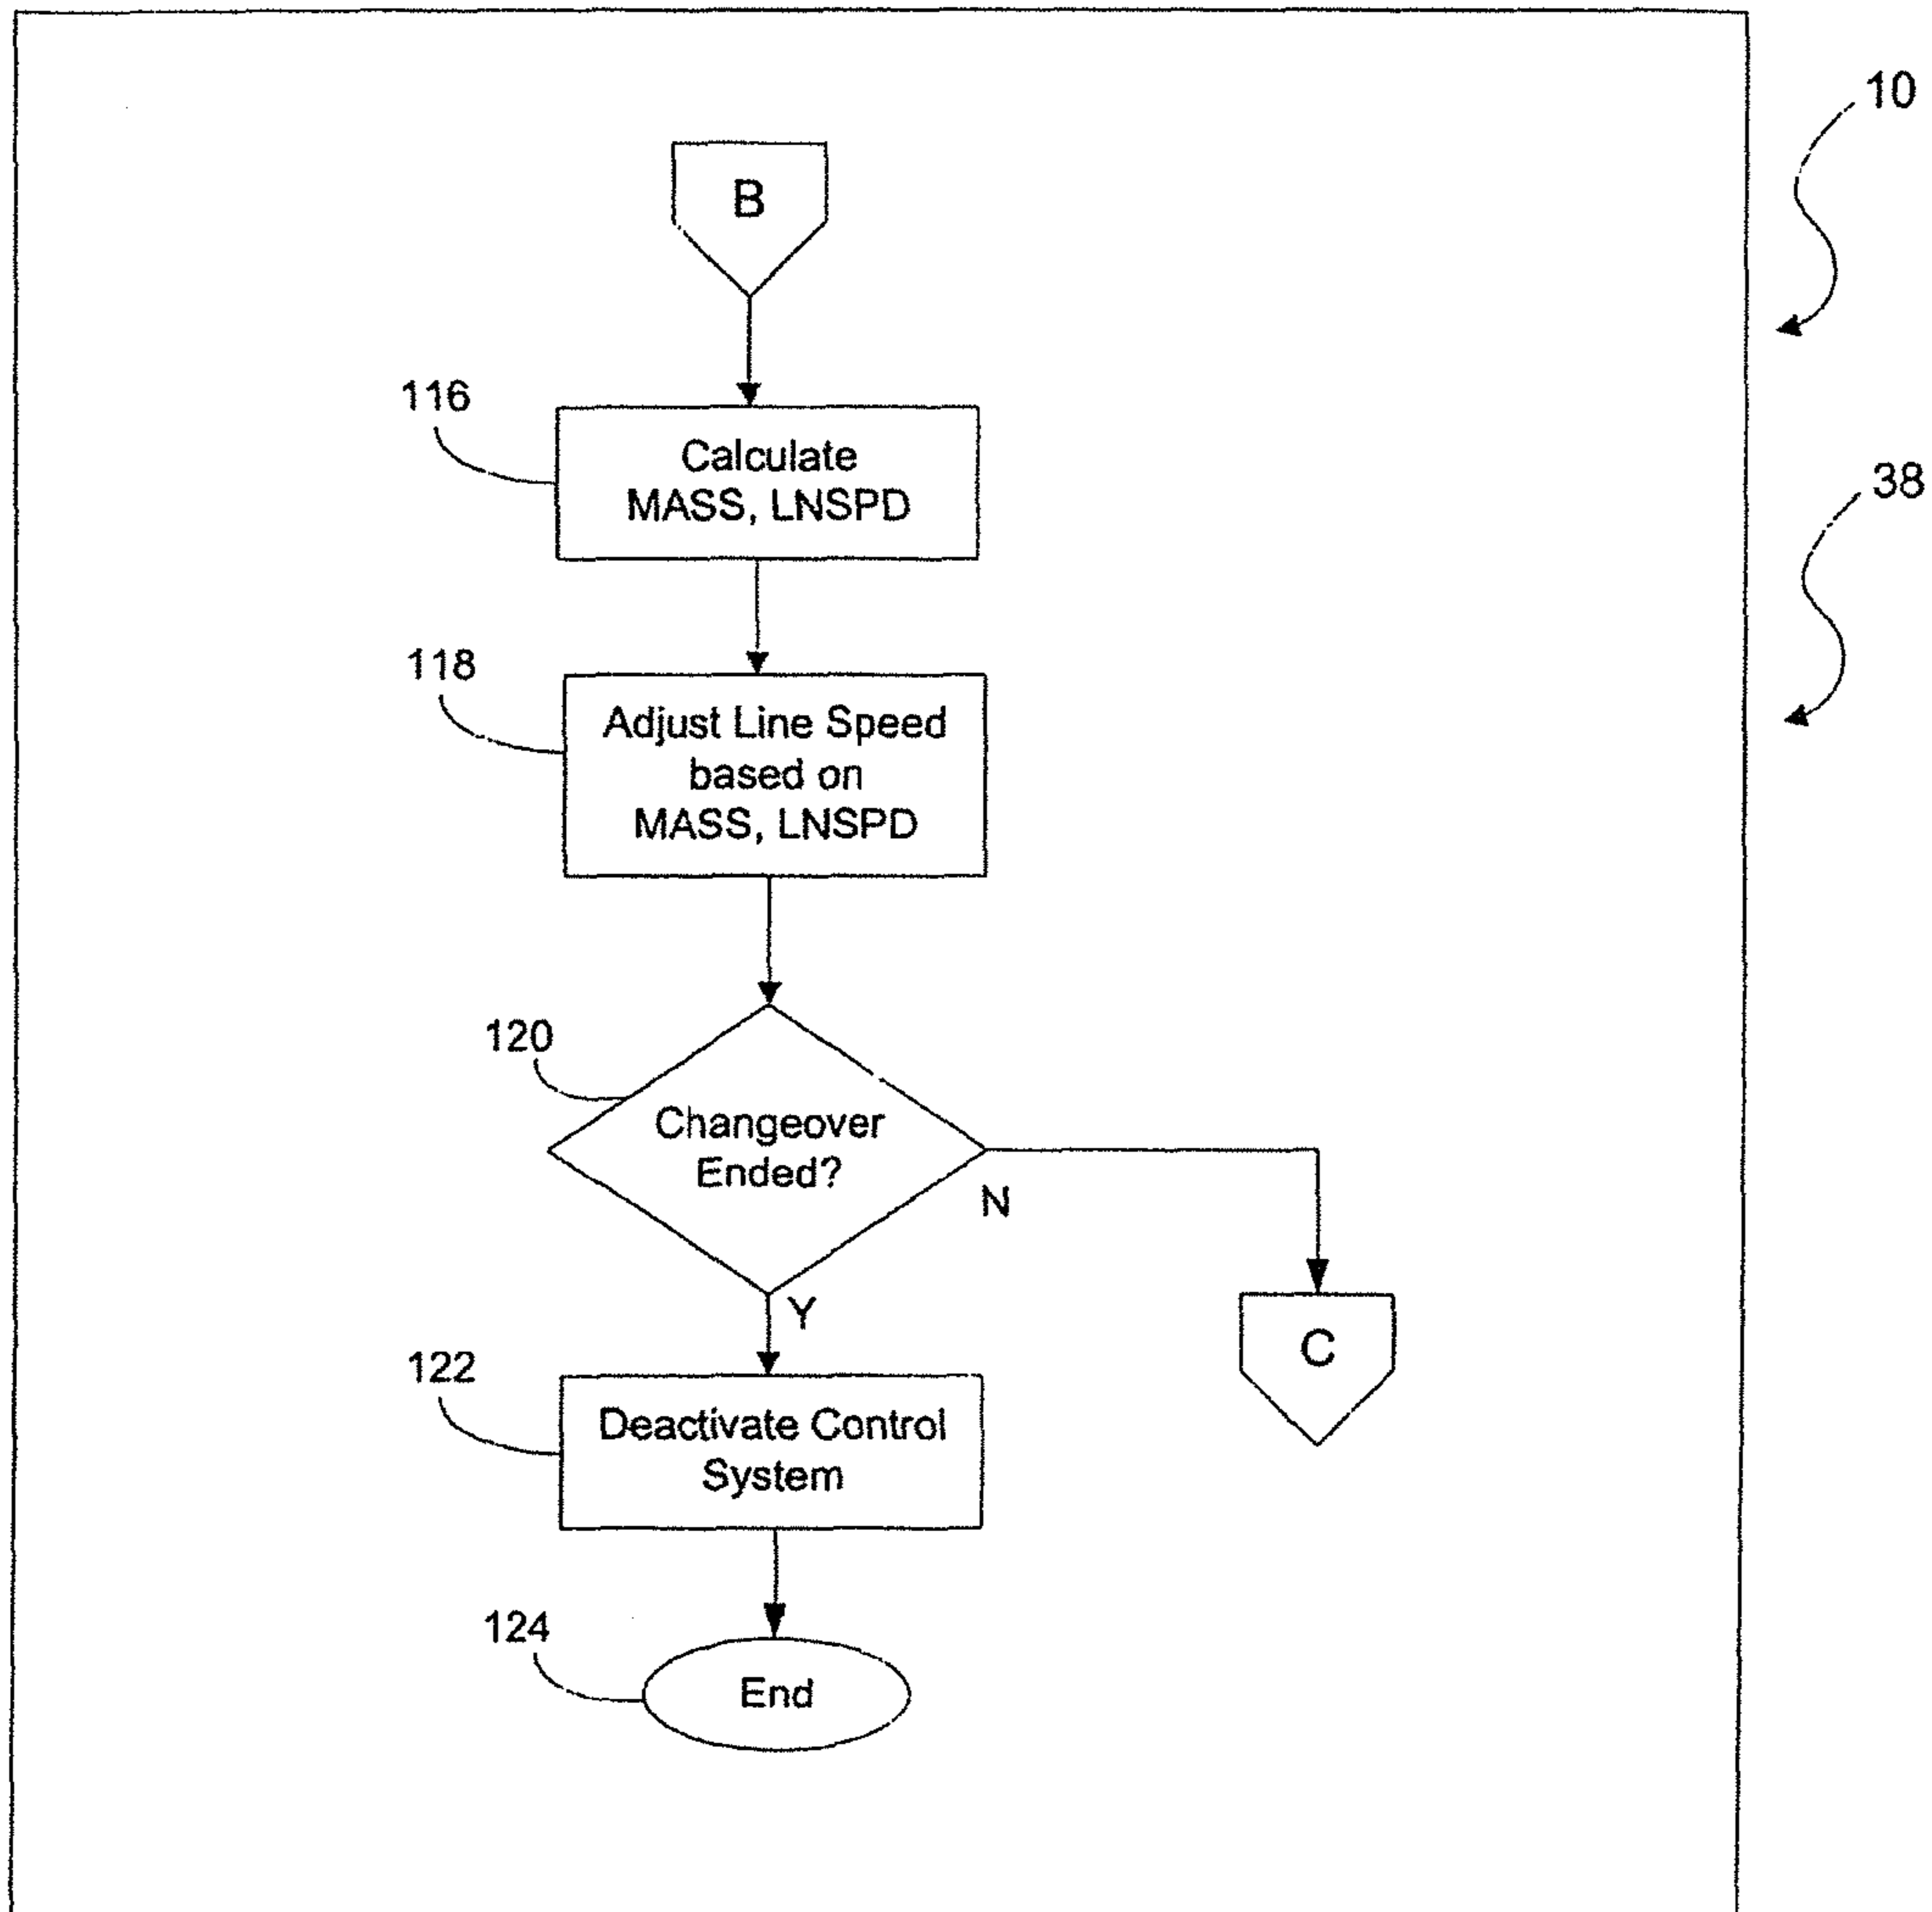 10
B
116
Calculate
MASS, LNSPD
38
118
Adjust Line Speed
based on
MASS, LNSPD
120
Changeover
Ended?
N
Y
C
122
Deactivate Control
System
124
End